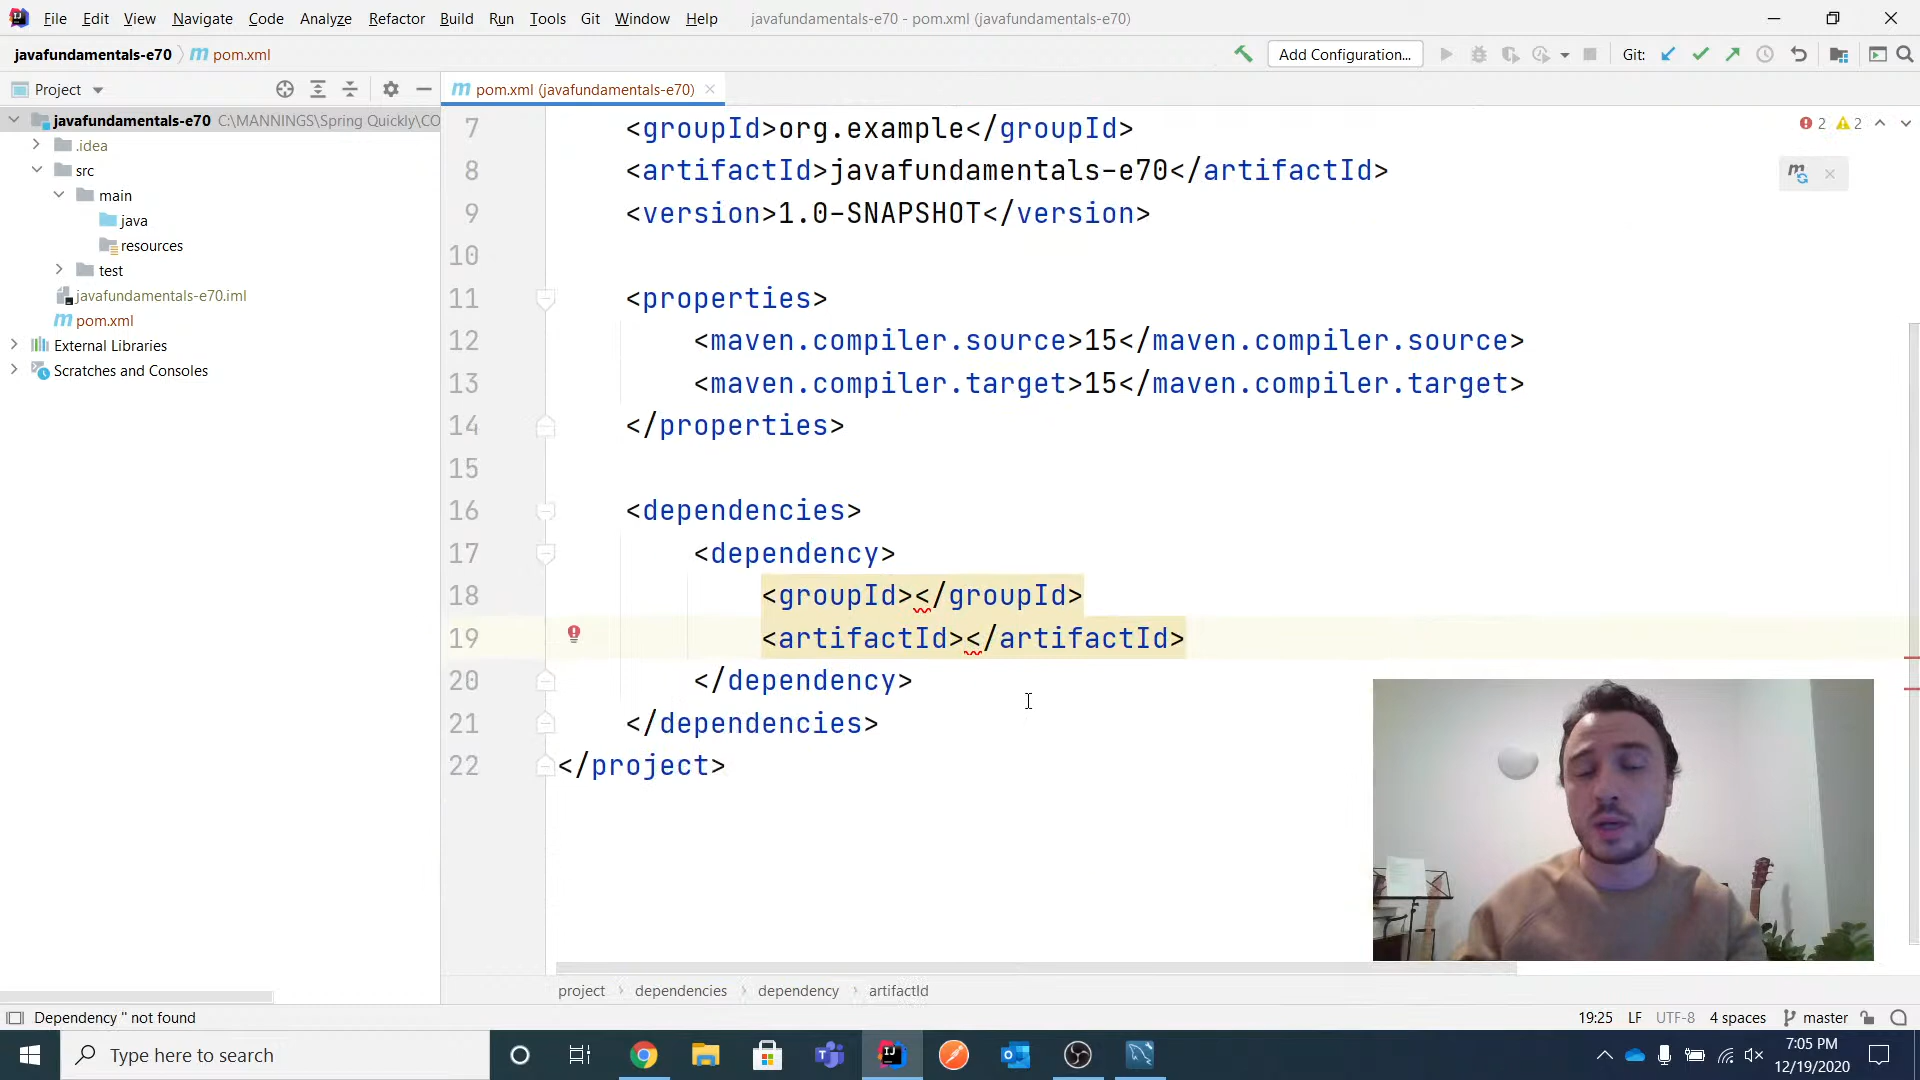 File Edit View Navigate Code Analyze Refactor Build Run Tools Git Window Help javafundamentals-e70 - pom.xml (javafundamentals-e70)
javafundamentals-e70 pom.xml Add Configuration... Git:
Project pom.xml (javafundamentals-e70)
javafundamentals-e70 C:\MANNINGS\Spring Quickly\CO
.idea
src
main
java
resources
test
javafundamentals-e70.iml
pom.xml
External Libraries
Scratches and Consoles
2 2
7 <groupId>org.example</groupId>
8 <artifactId>javafundamentals-e70</artifactId>
9 <version>1.0-SNAPSHOT</version>
10
11 <properties>
12 <maven.compiler.source>15</maven.compiler.source>
13 <maven.compiler.target>15</maven.compiler.target>
14 </properties>
15
16 <dependencies>
17 <dependency>
18 <groupId></groupId>
19 <artifactId></artifactId>
20 </dependency>
21 </dependencies>
22 </project>
project dependencies dependency artifactId
Dependency '' not found 19:25 LF UTF-8 4 spaces master
Type here to search
7:05 PM
12/19/2020